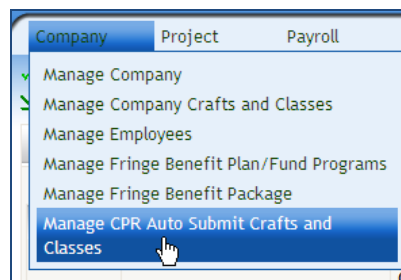 Company Project Payroll
Manage Company
Manage Company Crafts and Classes
Manage Employees
Manage Fringe Benefit Plan/Fund Programs
Manage Fringe Benefit Package
Manage CPR Auto Submit Crafts and
Classes